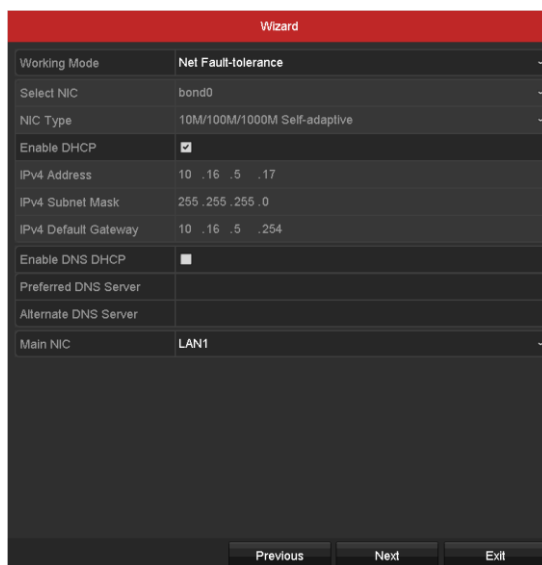 Wizard
Working Mode Net Fault-tolerance
Select NIC bond0
NIC Type 10M/100M/1000M Self-adaptive
Enable DHCP
IPv4 Address 10 .16 .5 .17
IPv4 Subnet Mask 255.255.255.0
IPv4 Default Gateway 10 .16 .5 .254
Enable DNS DHCP
Preferred DNS Server
Alternate DNS Server
Main NIC LAN1
Previous Next Exit